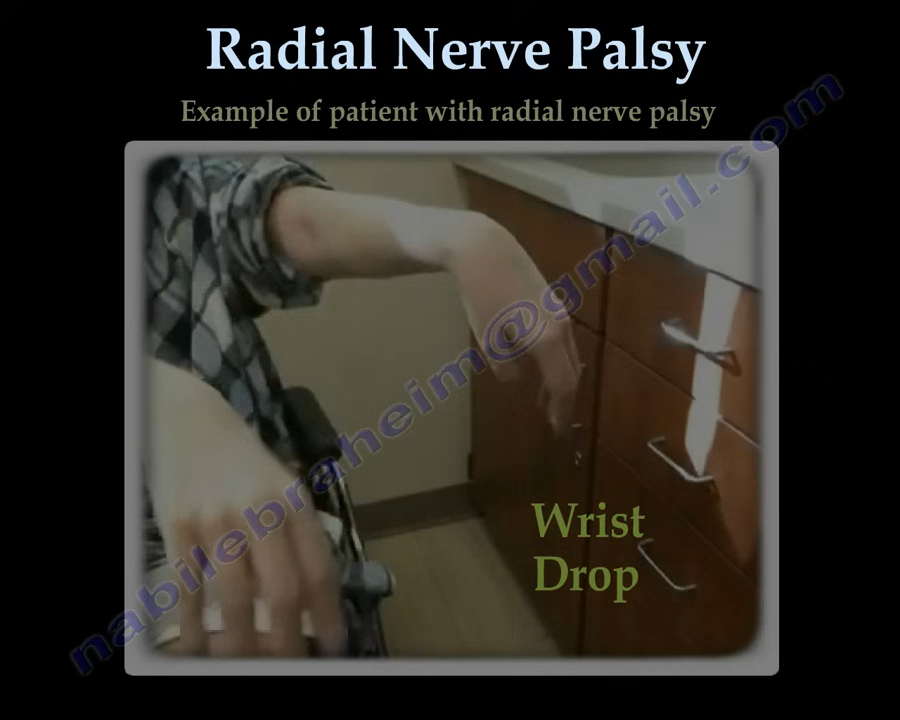 Radial Nerve Palsy
Example of patient with radial nerve palsy
nabilebraheim@gmail.com
Wrist
Drop